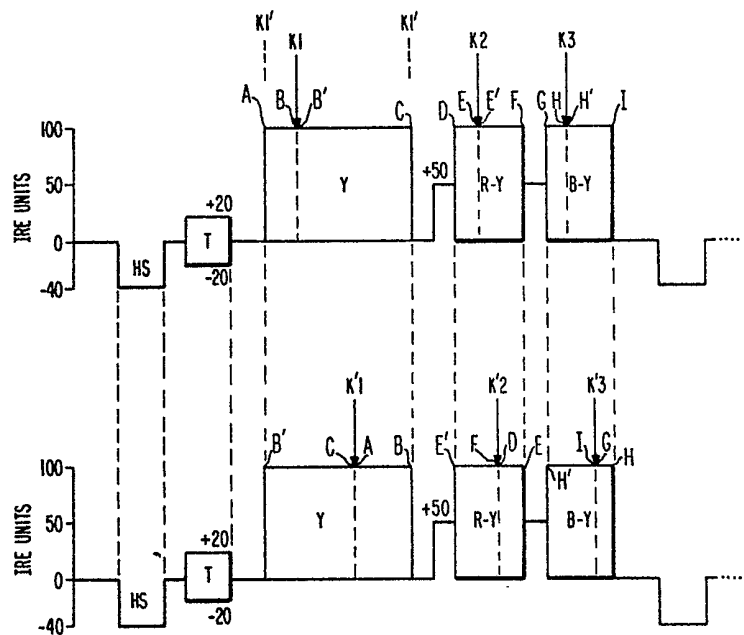 K1' K1'
K1 K2 K3
A B B' C D E E' F G H H' I
100
50
0
-40
IRE UNITS
HS
+20
T
-20
Y
+50
R-Y
B-Y
K'1 K'2 K'3
B' C A B E' F D E I G H
H'
100
50
0
-40
IRE UNITS
HS
+20
T
-20
Y
+50
R-Y
B-Y